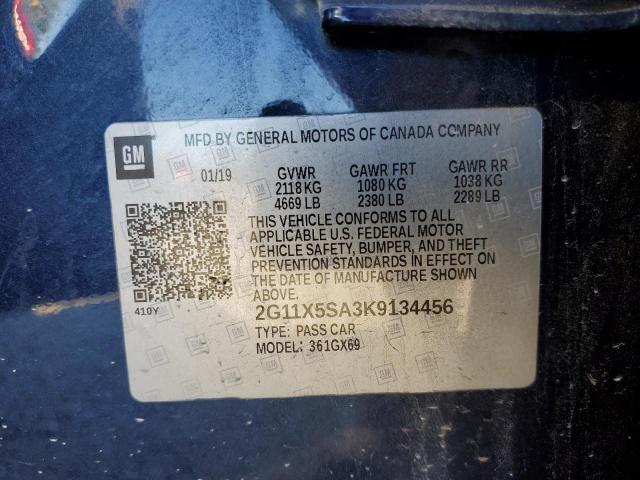 MFD BY GENERAL MOTORS OF CANADA COMPANY
GM
01/19 GVWR GAWR FRT GAWR RR
2118 KG 1080 KG 1038 KG
4669 LB 2380 LB 2289 LB
THIS VEHICLE CONFORMS TO ALL
APPLICABLE U.S. FEDERAL MOTOR
VEHICLE SAFETY, BUMPER, AND THEFT
PREVENTION STANDARDS IN EFFECT ON
THE DATE OF MANUFACTURE SHOWN
ABOVE.
410Y
2G11X5SA3K9134456
TYPE: PASS CAR
MODEL: 361GX69